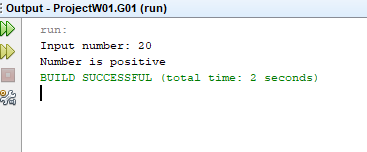 Output - ProjectW01.G01 (run)
run:
Input number: 20
Number is positive
BUILD SUCCESSFUL (total time: 2 seconds)